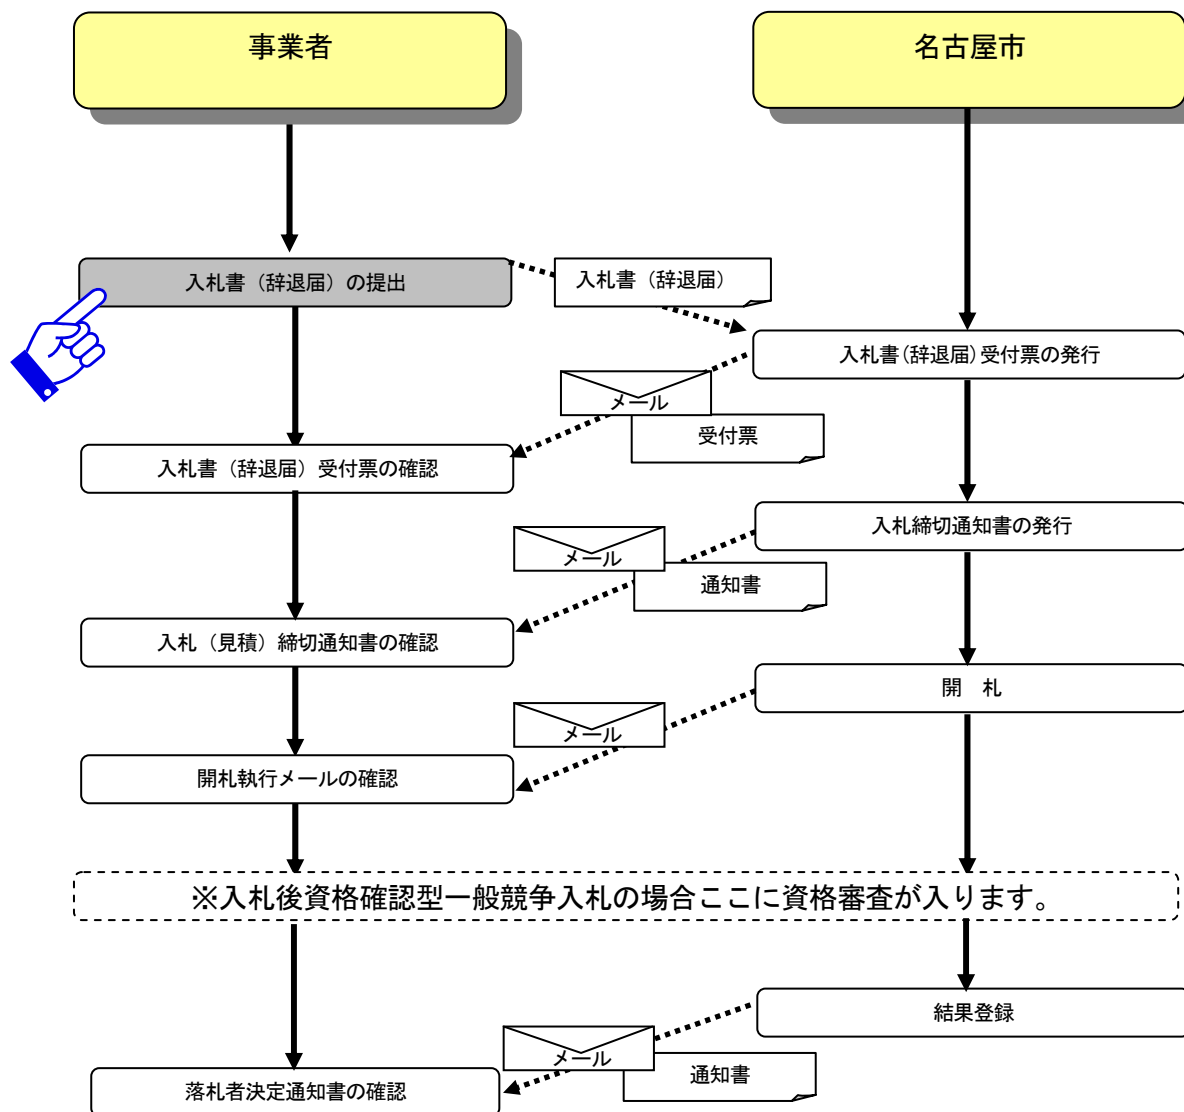 事業者
名古屋市
入札書（辞退届）の提出
入札書（辞退届）
入札書(辞退届)受付票の発行
メール
受付票
入札書（辞退届）受付票の確認
入札締切通知書の発行
メール
通知書
入札（見積）締切通知書の確認
開　札
メール
開札執行メールの確認
※入札後資格確認型一般競争入札の場合ここに資格審査が入ります。
結果登録
メール
通知書
落札者決定通知書の確認